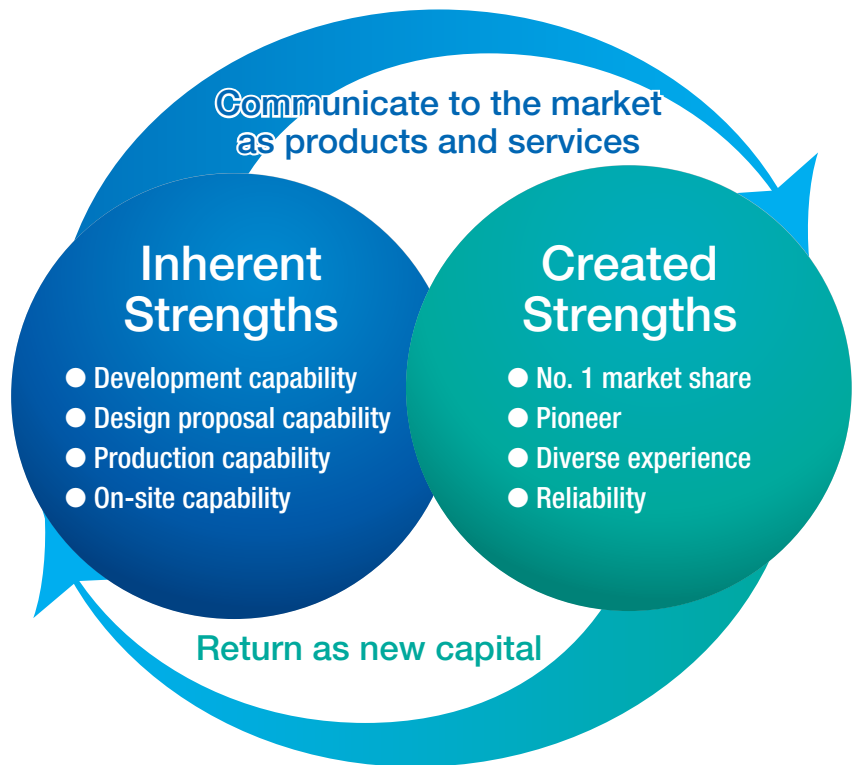 Communicate to the market
as products and services
Inherent
Strengths
● Development capability
● Design proposal capability
● Production capability
● On-site capability
Created
Strengths
● No. 1 market share
● Pioneer
● Diverse experience
● Reliability
Return as new capital